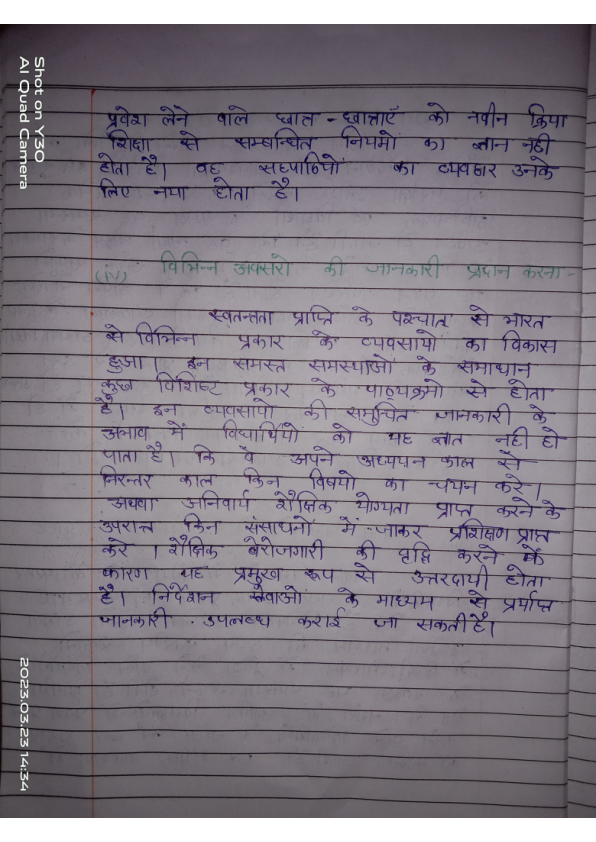 प्रवेश लेने वाले छात्र - छात्राएँ को नवीन क्रिया
शिक्षा से सम्बन्धित नियमों का ज्ञान नही
होता है। वह सहपाठियों का व्यवहार उनके
लिए नया होता है।
(iv) विभिन्न अवसरो की जानकारी प्रदान करना -
स्वतन्त्रता प्राप्ति के पश्चात् से भारत
से विभिन्न प्रकार के व्यवसायो का विकास
हुआ। इन समस्त समस्याओं के समाधान
कुछ विशिष्ट प्रकार के पाठ्यक्रमो से होता
है। इन व्यवसायो की समुचित जानकारी के
अभाव में विद्यार्थियों को यह ज्ञात नही हो
पाता है। कि वे अपने अध्ययन काल से
निरन्तर काल किन विषयो का चयन करे।
अथवा अनिवार्य शैक्षिक योग्यता प्राप्त करने के
उपरान्त किन संसाधनो में जाकर प्रशिक्षण प्राप्त
करे । शैक्षिक बेरोजगारी की वृद्धि करने के
कारण यह प्रमुख रूप से उत्तरदायी होता
है। निर्देशन सेवाओं के माध्यम से प्रर्याप्त
जानकारी उपलब्ध कराई जा सकती है।
Shot on Y30
AI Quad Camera
2023.03.23 14:34